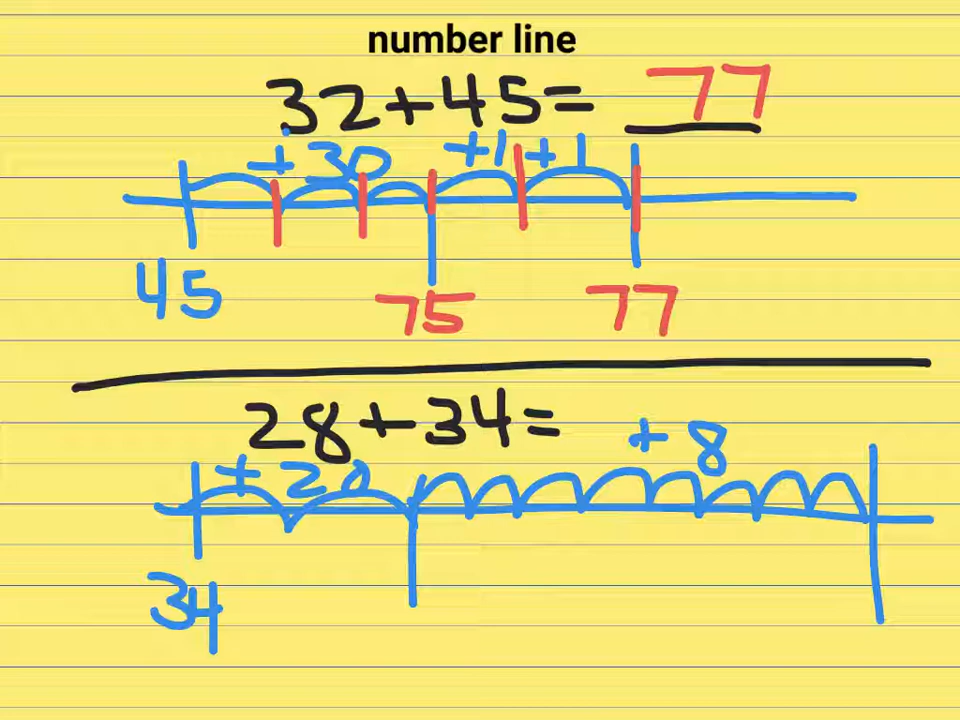 number line
32+45= 77
+30 +1 +1
45 75 77
28+34=
+20 +8
34